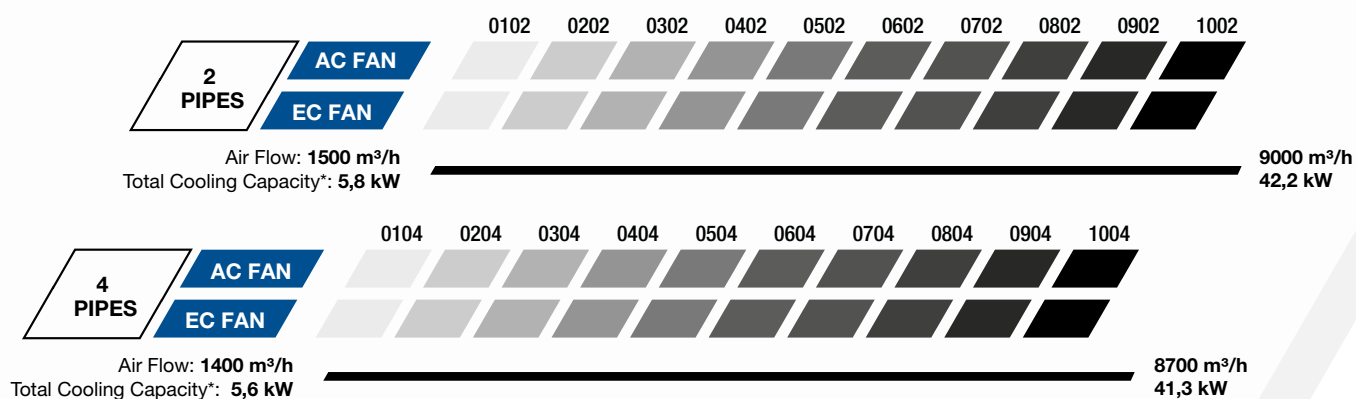 0102 0202 0302 0402 0502 0602 0702 0802 0902 1002
2
PIPES
AC FAN
EC FAN
Air Flow: 1500 m³/h
Total Cooling Capacity*: 5,8 kW
9000 m³/h
42,2 kW
0104 0204 0304 0404 0504 0604 0704 0804 0904 1004
4
PIPES
AC FAN
EC FAN
Air Flow: 1400 m³/h
Total Cooling Capacity*: 5,6 kW
8700 m³/h
41,3 kW